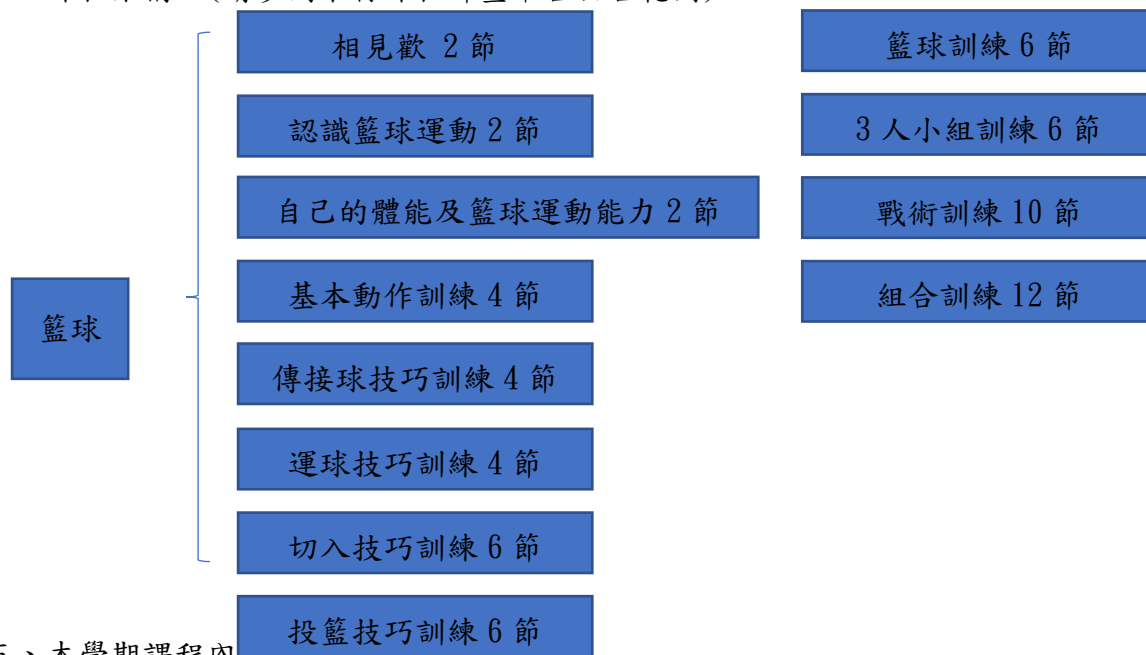 相見歡 2 節
認識籃球運動 2 節
自己的體能及籃球運動能力 2 節
基本動作訓練 4 節
傳接球技巧訓練 4 節
運球技巧訓練 4 節
切入技巧訓練 6 節
投籃技巧訓練 6 節
籃球
籃球訓練 6 節
3 人小組訓練 6 節
戰術訓練 10 節
組合訓練 12 節
、本學期課程內